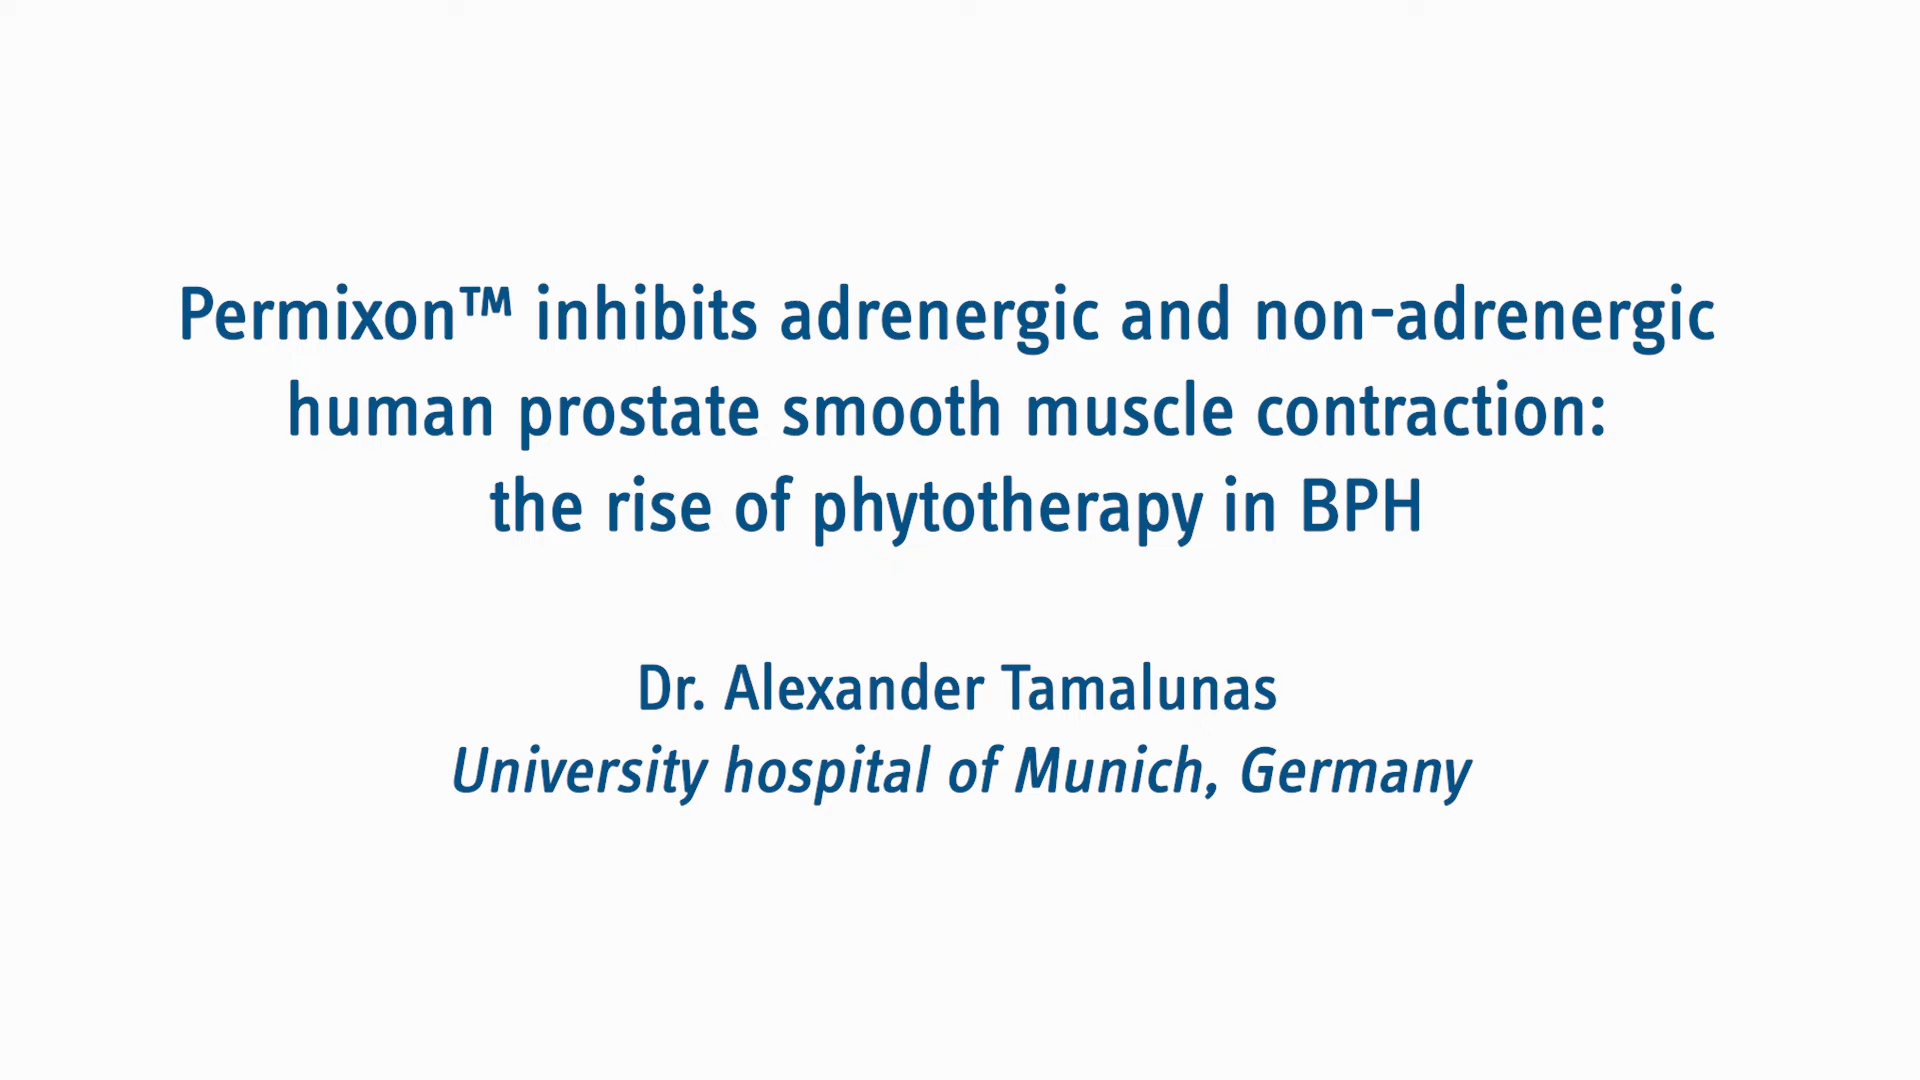 Permixon™ inhibits adrenergic and non-adrenergic
human prostate smooth muscle contraction:
the rise of phytotherapy in BPH
Dr. Alexander Tamalunas
University hospital of Munich, Germany